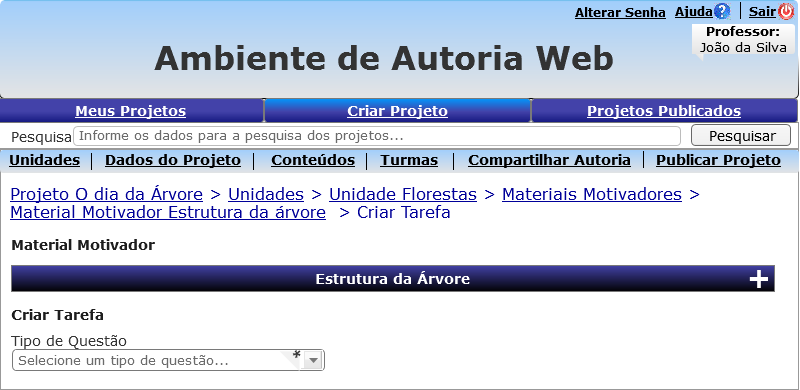 Alterar Senha Ajuda ? Sair
Professor:
João da Silva
Ambiente de Autoria Web
Meus Projetos Criar Projeto Projetos Publicados
Pesquisa Informe os dados para a pesquisa dos projetos... Pesquisar
Unidades | Dados do Projeto | Conteúdos | Turmas | Compartilhar Autoria | Publicar Projeto
Projeto O dia da Árvore > Unidades > Unidade Florestas > Materiais Motivadores >
Material Motivador Estrutura da árvore > Criar Tarefa
Material Motivador
Estrutura da Árvore +
Criar Tarefa
Tipo de Questão
Selecione um tipo de questão... *